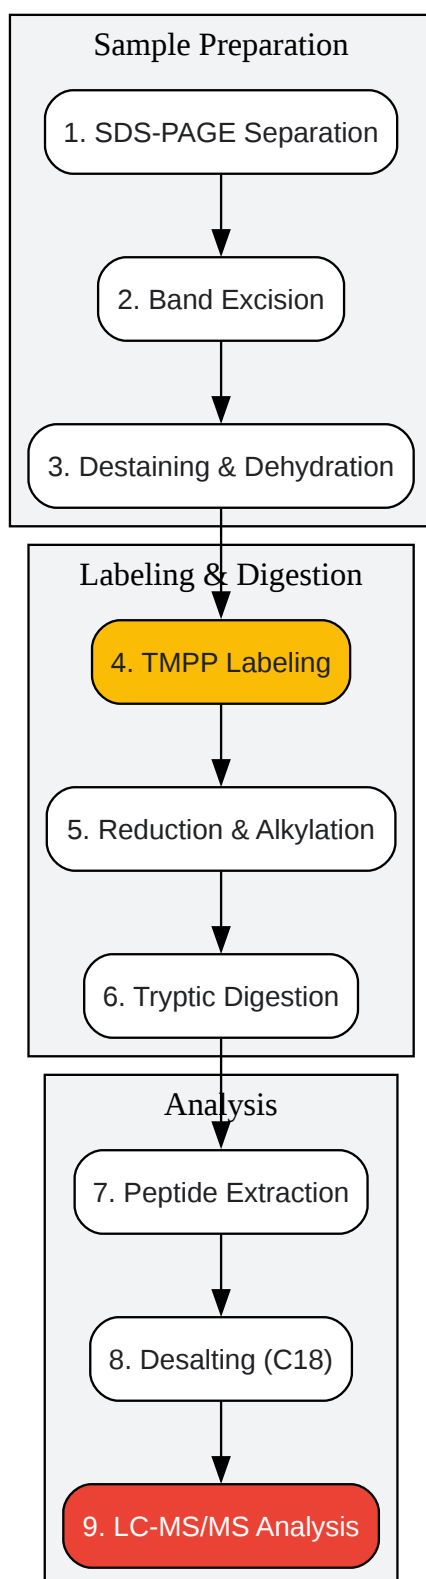 Sample Preparation
1. SDS-PAGE Separation
2. Band Excision
3. Destaining & Dehydration
Labeling & Digestion
4. TMPP Labeling
5. Reduction & Alkylation
6. Tryptic Digestion
Analysis
7. Peptide Extraction
8. Desalting (C18)
9. LC-MS/MS Analysis